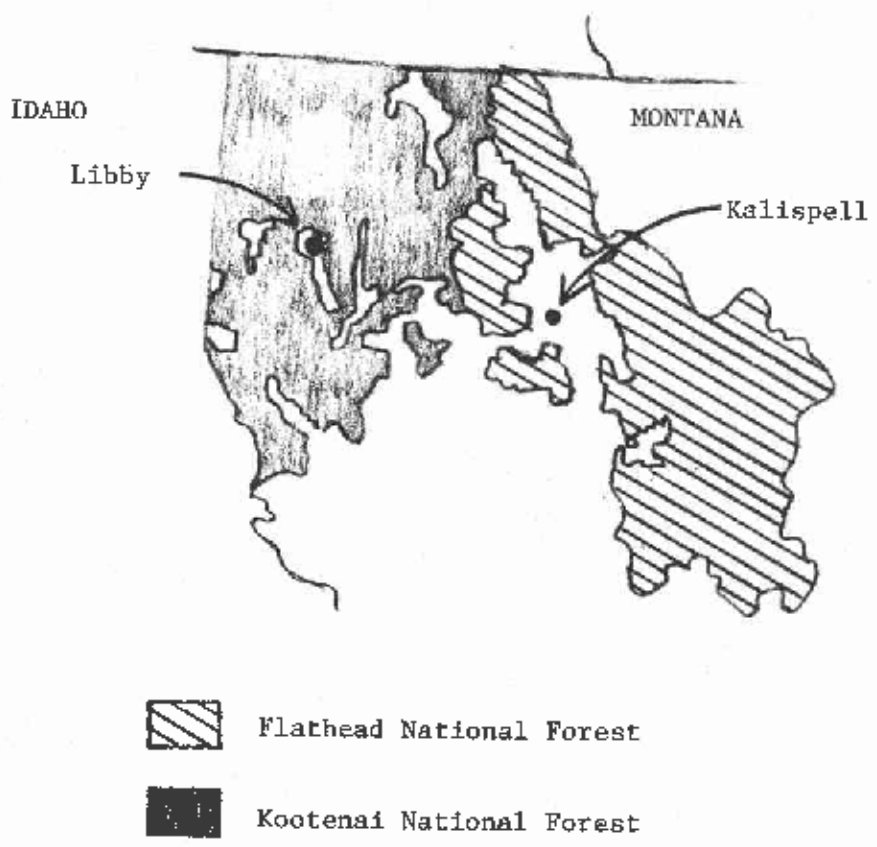 IDAHO
MONTANA
Libby
Kalispell
Flathead National Forest
Kootenai National Forest